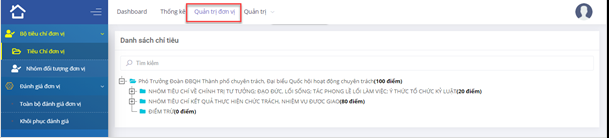 Dashboard Thống kê Quản trị đơn vị Quản trị
Bộ tiêu chí đơn vị
Tiêu Chí đơn vị
Nhóm đối tượng đơn vị
Đánh giá đơn vị
Toàn bộ đánh giá đơn vị
Khôi phục đánh giá
Danh sách chỉ tiêu
Tìm kiếm
Phó Trưởng Đoàn ĐBQH Thành phố chuyên trách, Đại biểu Quốc hội hoạt động chuyên trách(100 điểm)
NHÓM TIÊU CHÍ VỀ CHÍNH TRỊ; TƯ TƯỞNG; ĐẠO ĐỨC, LỐI SỐNG; TÁC PHONG LỀ LỐI LÀM VIỆC; Ý THỨC TỔ CHỨC KỶ LUẬT(20 điểm)
NHÓM TIÊU CHÍ KẾT QUẢ THỰC HIỆN CHỨC TRÁCH, NHIỆM VỤ ĐƯỢC GIAO(80 điểm)
ĐIỂM TRỪ(0 điểm)